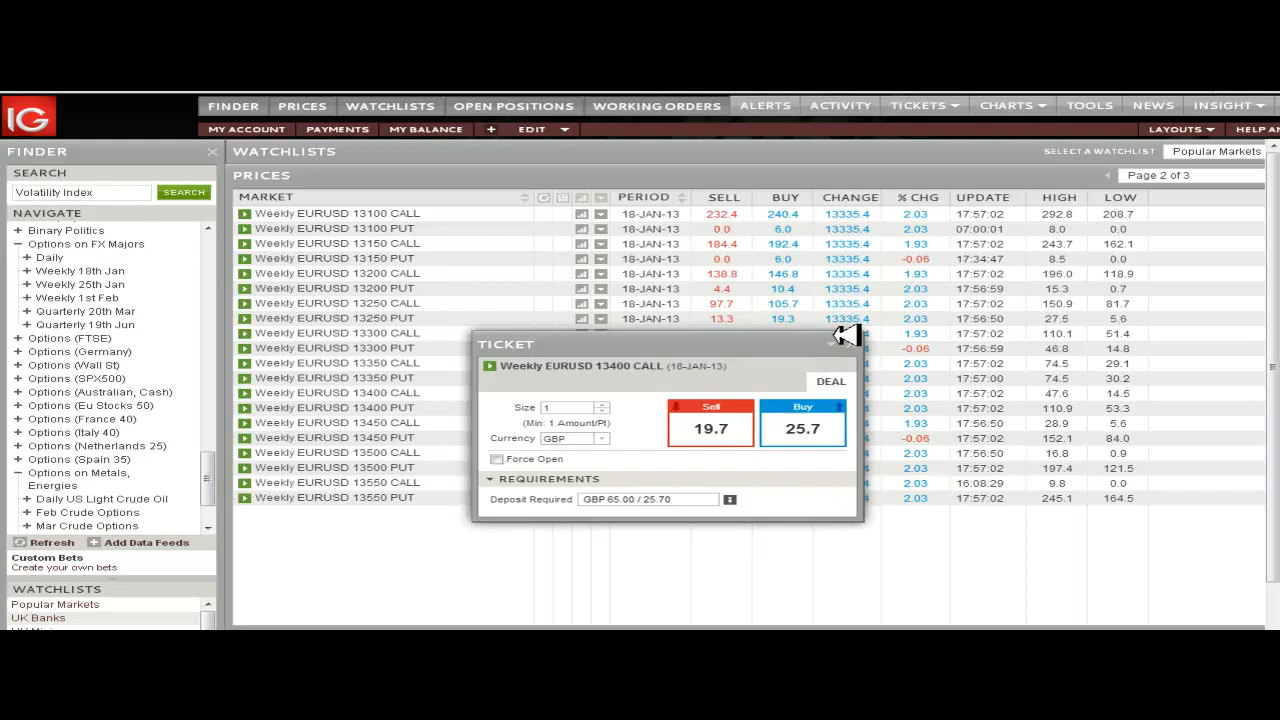 IG
FINDER PRICES WATCHLISTS OPEN POSITIONS WORKING ORDERS ALERTS ACTIVITY TICKETS CHARTS TOOLS NEWS INSIGHT
MY ACCOUNT PAYMENTS MY BALANCE + EDIT LAYOUTS HELP AN
FINDER
SEARCH
Volatility Index SEARCH
NAVIGATE
Binary Politics
Options on FX Majors
Daily
Weekly 18th Jan
Weekly 25th Jan
Weekly 1st Feb
Quarterly 20th Mar
Quarterly 19th Jun
Options (FTSE)
Options (Germany)
Options (Wall St)
Options (SPX500)
Options (Australian, Cash)
Options (Eu Stocks 50)
Options (France 40)
Options (Italy 40)
Options (Netherlands 25)
Options (Spain 35)
Options on Metals,
Energies
Daily US Light Crude Oil
Feb Crude Options
Mar Crude Options
Refresh Add Data Feeds
Custom Bets
Create your own bets
WATCHLISTS
Popular Markets
UK Banks
WATCHLISTS SELECT A WATCHLIST Popular Markets
PRICES Page 2 of 3
MARKET PERIOD SELL BUY CHANGE % CHG UPDATE HIGH LOW
Weekly EURUSD 13100 CALL 18-JAN-13 232.4 240.4 13335.4 2.03 17:57:02 292.8 208.7
Weekly EURUSD 13100 PUT 18-JAN-13 0.0 6.0 13335.4 2.03 07:00:01 8.0 0.0
Weekly EURUSD 13150 CALL 18-JAN-13 184.4 192.4 13335.4 1.93 17:57:02 243.7 162.1
Weekly EURUSD 13150 PUT 18-JAN-13 0.0 6.0 13335.4 -0.06 17:34:47 8.5 0.0
Weekly EURUSD 13200 CALL 18-JAN-13 138.8 146.8 13335.4 1.93 17:57:02 196.0 118.9
Weekly EURUSD 13200 PUT 18-JAN-13 4.4 10.4 13335.4 2.03 17:56:59 15.3 0.7
Weekly EURUSD 13250 CALL 18-JAN-13 97.7 105.7 13335.4 2.03 17:57:02 150.9 81.7
Weekly EURUSD 13250 PUT 18-JAN-13 13.3 19.3 13335.4 2.03 17:56:50 27.5 5.6
Weekly EURUSD 13300 CALL 4 1.93 17:57:02 110.1 51.4
Weekly EURUSD 13300 PUT 4 -0.06 17:56:59 46.8 14.8
Weekly EURUSD 13350 CALL 4 2.03 17:57:02 74.5 29.1
Weekly EURUSD 13350 PUT 4 2.03 17:57:00 74.5 30.2
Weekly EURUSD 13400 CALL 4 2.03 17:57:02 47.6 14.5
Weekly EURUSD 13400 PUT 4 2.03 17:57:02 110.9 53.3
Weekly EURUSD 13450 CALL 4 1.93 17:56:50 28.9 5.6
Weekly EURUSD 13450 PUT 4 -0.06 17:57:02 152.1 84.0
Weekly EURUSD 13500 CALL 4 2.03 17:56:50 16.8 0.9
Weekly EURUSD 13500 PUT 4 2.03 17:57:02 197.4 121.5
Weekly EURUSD 13550 CALL 4 2.03 16:08:29 9.8 0.0
Weekly EURUSD 13550 PUT 4 2.03 17:57:02 245.1 164.5
TICKET
Weekly EURUSD 13400 CALL (18-JAN-13)
DEAL
Size 1
(Min: 1 Amount/Pt)
Currency GBP
Sell Buy
19.7 25.7
Force Open
REQUIREMENTS
Deposit Required GBP 65.00 / 25.70